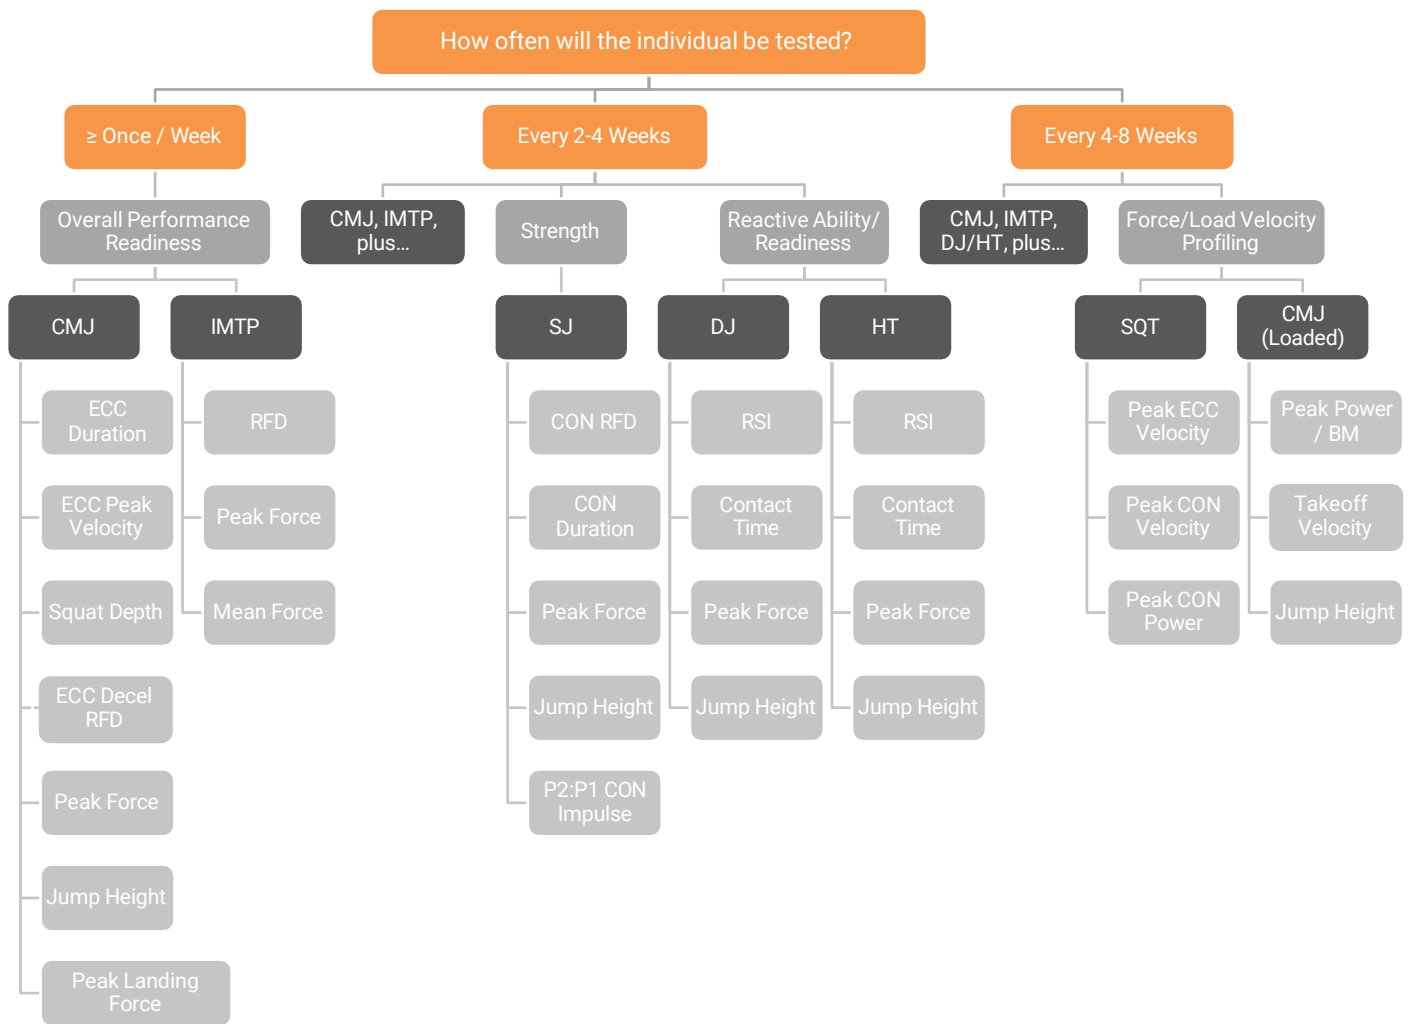 How often will the individual be tested?
≥ Once / Week
Every 2-4 Weeks
Every 4-8 Weeks
Overall Performance
Readiness
CMJ, IMTP,
plus...
Strength
Reactive Ability/
Readiness
CMJ, IMTP,
DJ/HT, plus...
Force/Load Velocity
Profiling
CMJ
IMTP
SJ
DJ
HT
SQT
CMJ
(Loaded)
ECC
Duration
ECC Peak
Velocity
Squat Depth
ECC Decel
RFD
Peak Force
Jump Height
Peak Landing
Force
RFD
Peak Force
Mean Force
CON RFD
CON
Duration
Peak Force
Jump Height
P2:P1 CON
Impulse
RSI
Contact
Time
Peak Force
Jump Height
RSI
Contact
Time
Peak Force
Jump Height
Peak ECC
Velocity
Peak CON
Velocity
Peak CON
Power
Peak Power
/ BM
Takeoff
Velocity
Jump Height